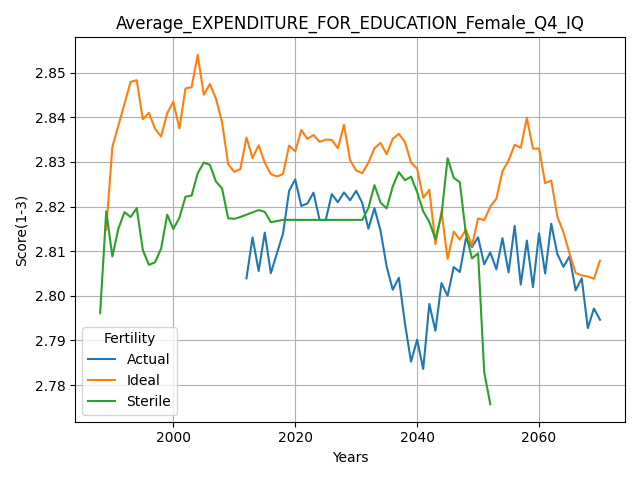 Average_EXPENDITURE_FOR_EDUCATION_Female_Q4_IQ
Score(1-3)
2.85
2.84
2.83
2.82
2.81
2.80
2.79
2.78
Fertility
Actual
Ideal
Sterile
2000 2020 2040 2060
Years